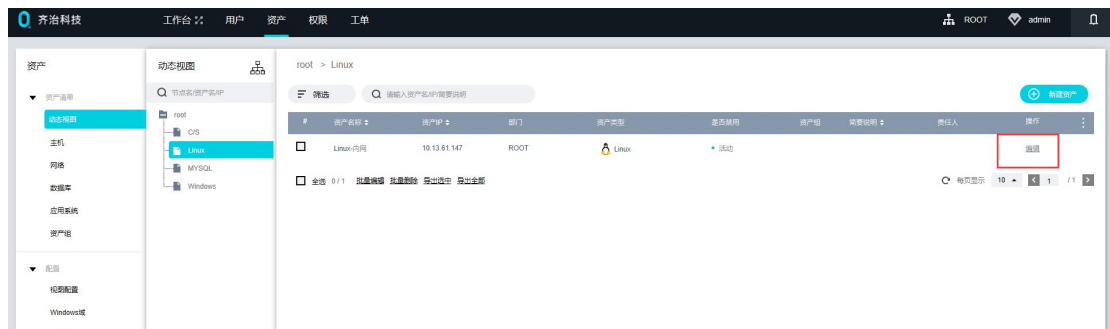 齐治科技 工作台 用户 资产 权限 工单 ROOT admin
资产
资产清单
动态视图
主机
网络
数据库
应用系统
资产组
配置
视图配置
Windows域
动态视图
节点名/资产名/IP
root
C/S
Linux
MYSQL
Windows
root > Linux
筛选 请输入资产名/IP/简要说明 新建资产
# 资产名称 资产IP 部门 资产类型 是否禁用 资产组 简要说明 责任人 操作
Linux-内网 10.13.61.147 ROOT Linux 活动 编辑
全选 0/1 批量编辑 批量删除 导出选中 导出全部 每页显示 10 1 /1